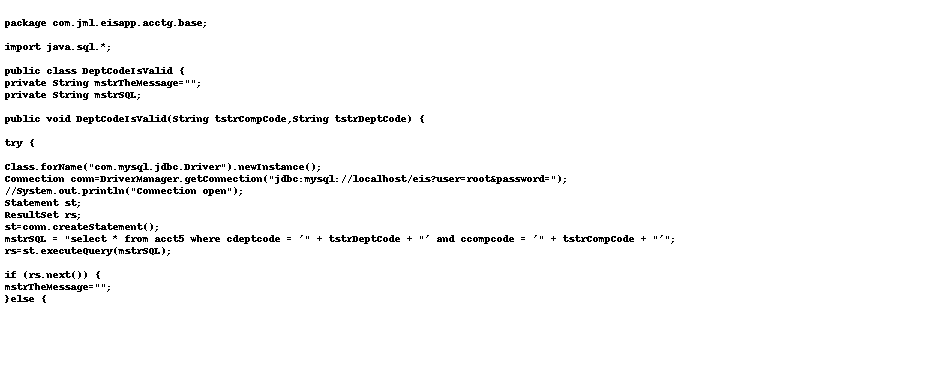 package com.jml.eisapp.acctg.base;
import java.sql.*;
public class DeptCodeIsValid {
private String mstrTheMessage="";
private String mstrSQL;
public void DeptCodeIsValid(String tstrCompCode,String tstrDeptCode) {
try {
Class.forName("com.mysql.jdbc.Driver").newInstance();
Connection conn=DriverManager.getConnection("jdbc:mysql://localhost/eis?user=root&password=");
//System.out.println("Connection open");
Statement st;
ResultSet rs;
st=conn.createStatement();
mstrSQL = "select * from acct5 where cdeptcode = '" + tstrDeptCode + "' and ccompcode = '" + tstrCompCode + "'";
rs=st.executeQuery(mstrSQL);
if (rs.next()) {
mstrTheMessage="";
}else {